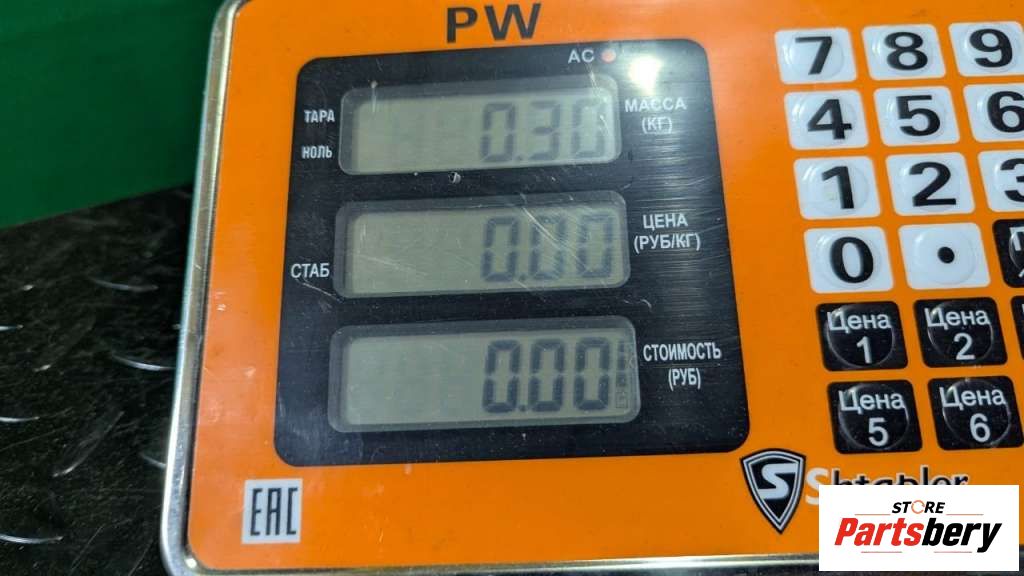 PW
AC
ТАРА
НОЛЬ
0.30
МАССА
(КГ)
СТАБ
0.00
ЦЕНА
(РУБ/КГ)
0.00
СТОИМОСТЬ
(РУБ)
7 8 9
4 5 6
1 2 3
0 .
Цена 1
Цена 2
Цена 5
Цена 6
EAC
S Shtapler
STORE
Partsbery